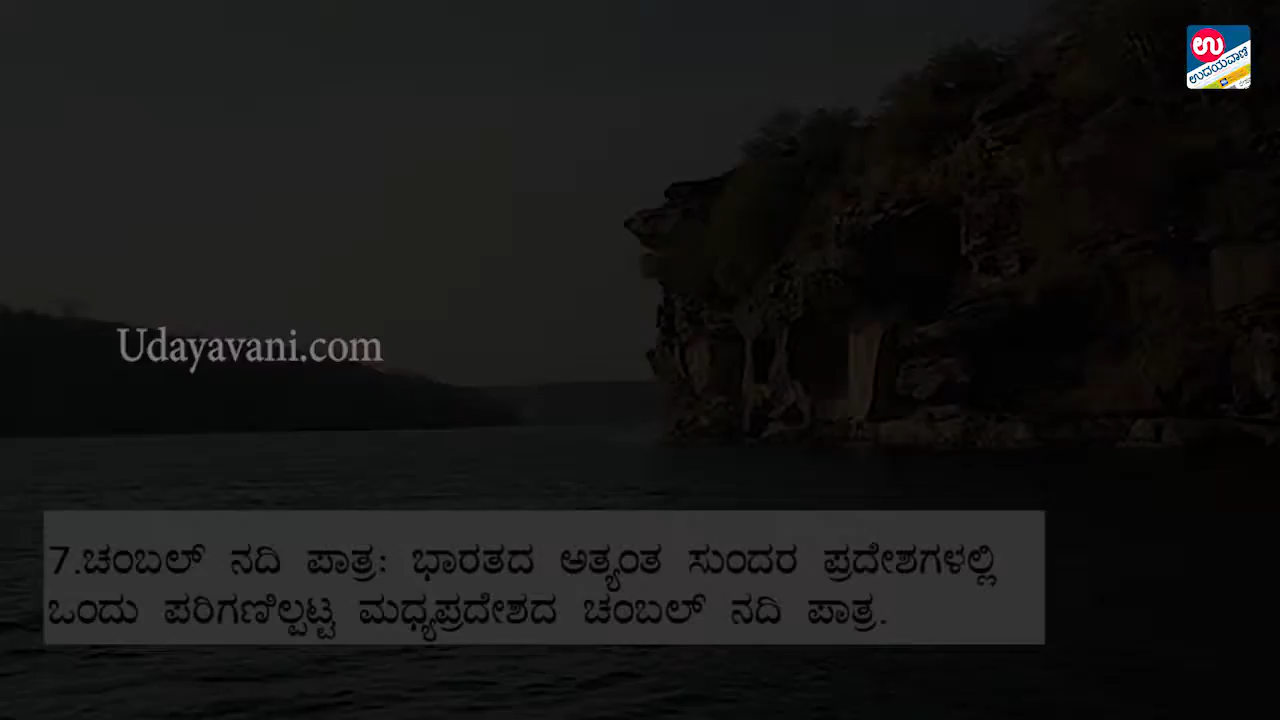 ಉ
ಉದಯವಾಣಿ
Udayavani.com
7.ಚಂಬಲ್ ನದಿ ಪಾತ್ರ: ಭಾರತದ ಅತ್ಯಂತ ಸುಂದರ ಪ್ರದೇಶಗಳಲ್ಲಿ
ಒಂದು ಪರಿಗಣಿಲ್ಪಟ್ಟ ಮಧ್ಯಪ್ರದೇಶದ ಚಂಬಲ್ ನದಿ ಪಾತ್ರ.